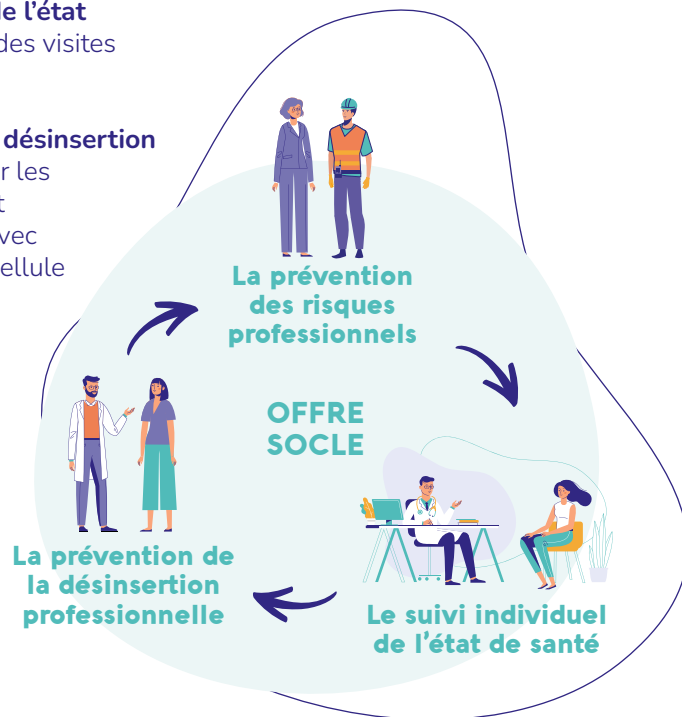 de l'état
des visites
désinsertion
r les
t
vec
ellule
La prévention
des risques
professionnels
OFFRE
SOCLE
La prévention de
la désinsertion
professionnelle
Le suivi individuel
de l'état de santé